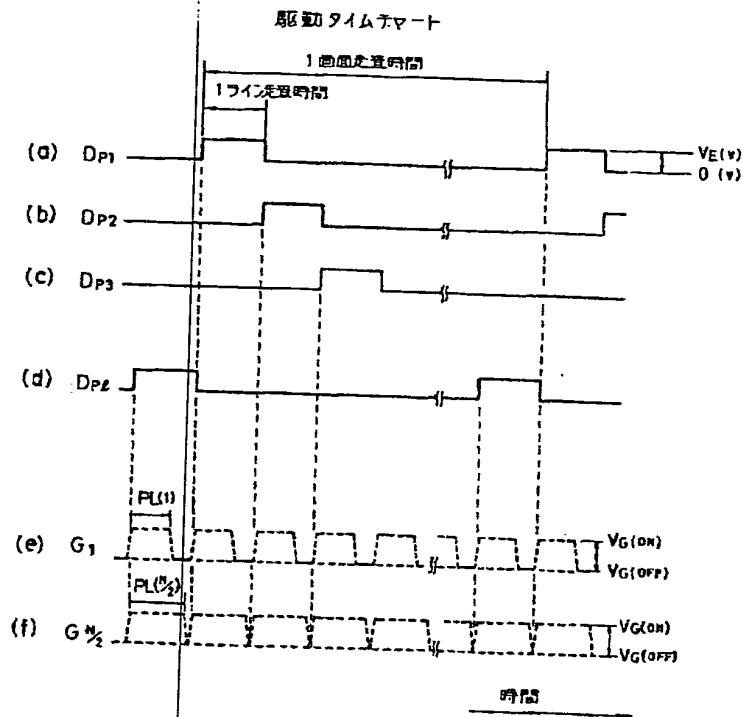 駆動タイムチャート
1画面走査時間
1ライン走査時間
(a) DP1
VE(v)
0(v)
(b) DP2
(c) DP3
(d) DPℓ
PL(1)
(e) G1
VG(ON)
VG(OFF)
PL(N/2)
(f) G N/2
VG(ON)
VG(OFF)
時間